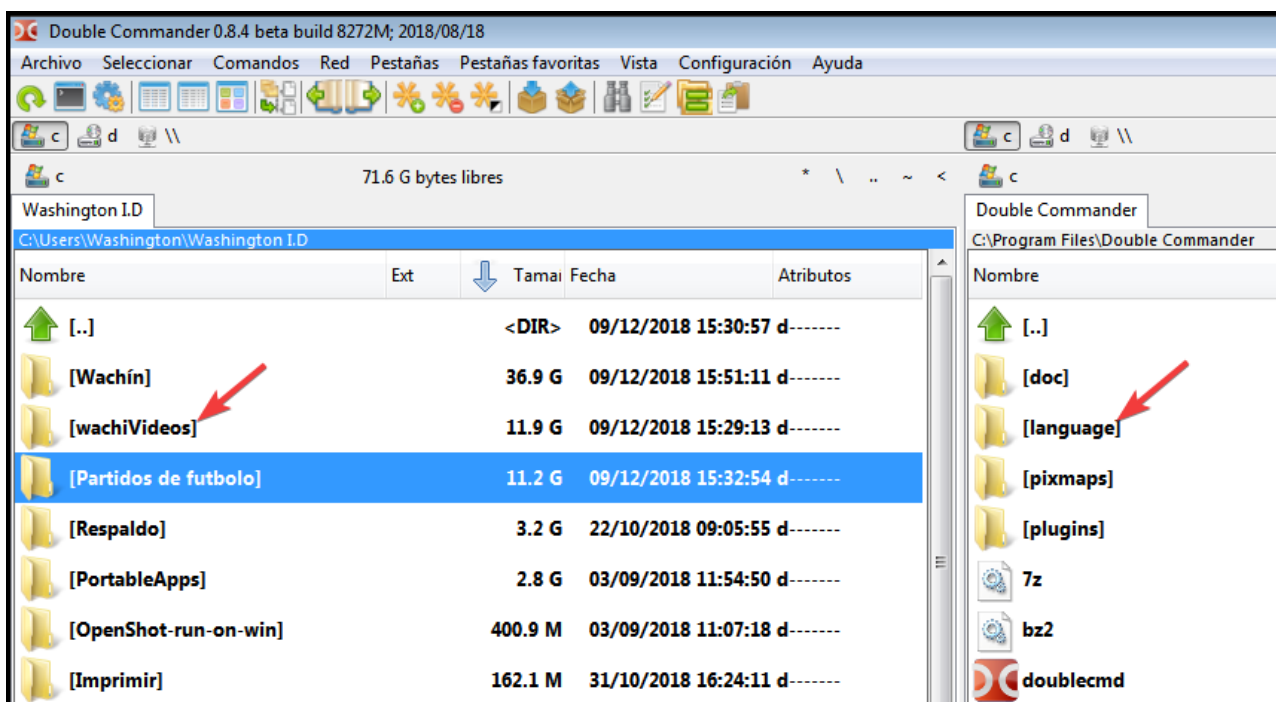 Double Commander 0.8.4 beta build 8272M; 2018/08/18
Archivo Seleccionar Comandos Red Pestañas Pestañas favoritas Vista Configuración Ayuda
c d \\ c d \\
c 71.6 G bytes libres * \ .. ~ < c
Washington I.D Double Commander
C:\Users\Washington\Washington I.D C:\Program Files\Double Commander
Nombre Ext Tamai Fecha Atributos Nombre
[..] <DIR> 09/12/2018 15:30:57 d------- [..]
[Wachín] 36.9 G 09/12/2018 15:51:11 d------- [doc]
[wachiVideos] 11.9 G 09/12/2018 15:29:13 d------- [language]
[Partidos de futbolo] 11.2 G 09/12/2018 15:32:54 d------- [pixmaps]
[Respaldo] 3.2 G 22/10/2018 09:05:55 d------- [plugins]
[PortableApps] 2.8 G 03/09/2018 11:54:50 d------- 7z
[OpenShot-run-on-win] 400.9 M 03/09/2018 11:07:18 d------- bz2
[Imprimir] 162.1 M 31/10/2018 16:24:11 d------- doublecmd